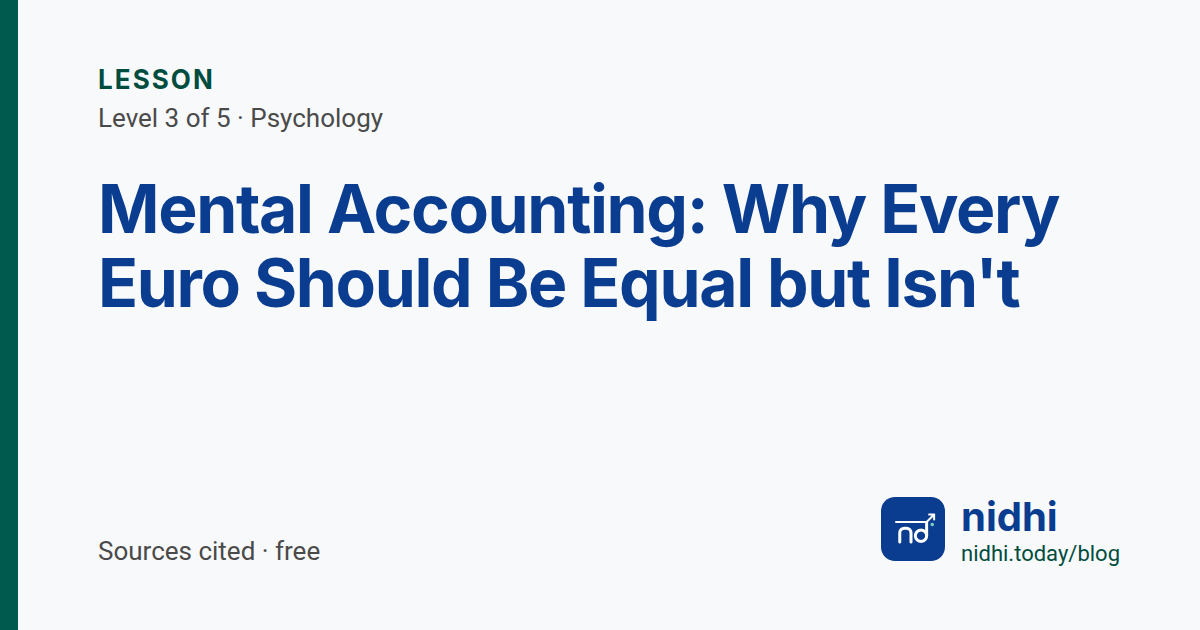 LESSON
Level 3 of 5 · Psychology
Mental Accounting: Why Every
Euro Should Be Equal but Isn't
Sources cited · free
nd
nidhi
nidhi.today/blog